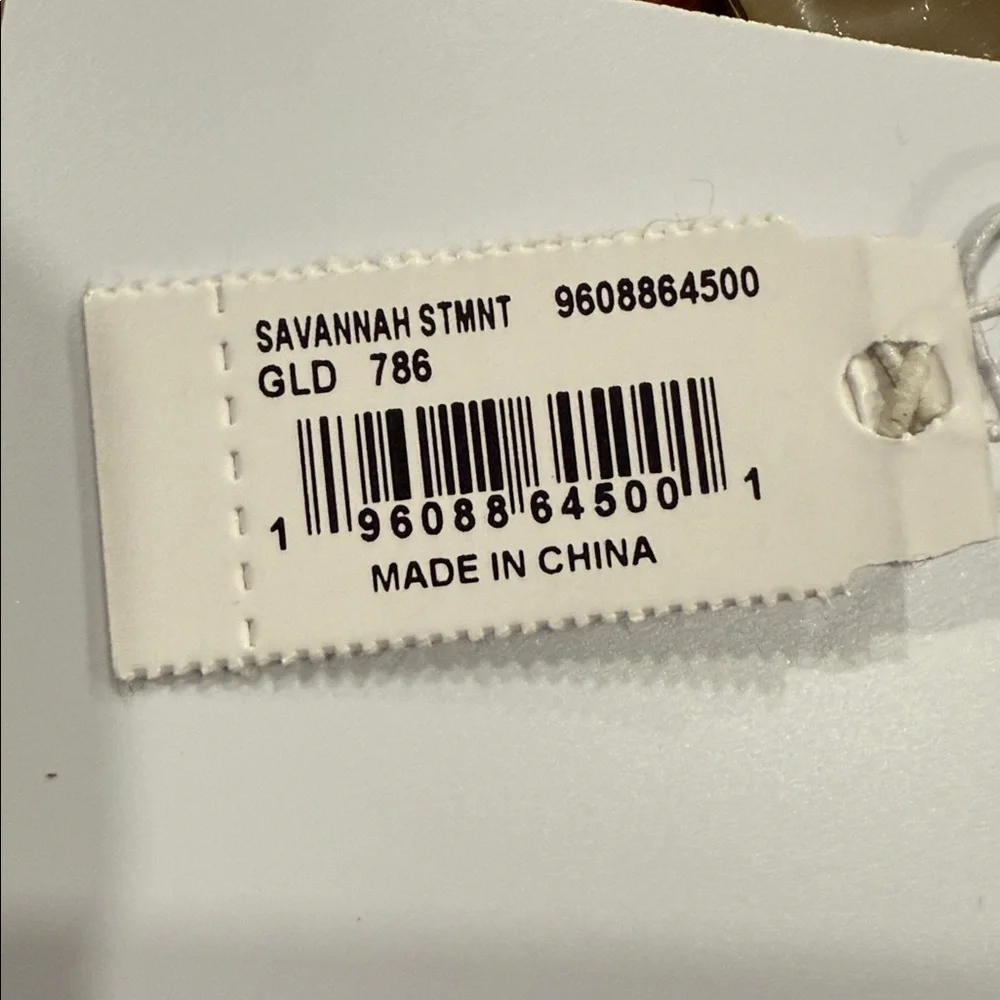 SAVANNAH STMNT 9608864500
GLD 786
1 96088 64500 1
MADE IN CHINA